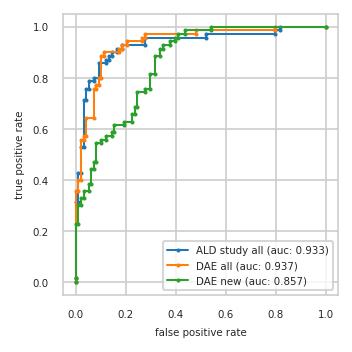 1.0
0.8
0.6
0.4
0.2
0.0
true positive rate
ALD study all (auc: 0.933)
DAE all (auc: 0.937)
DAE new (auc: 0.857)
0.0 0.2 0.4 0.6 0.8 1.0
false positive rate